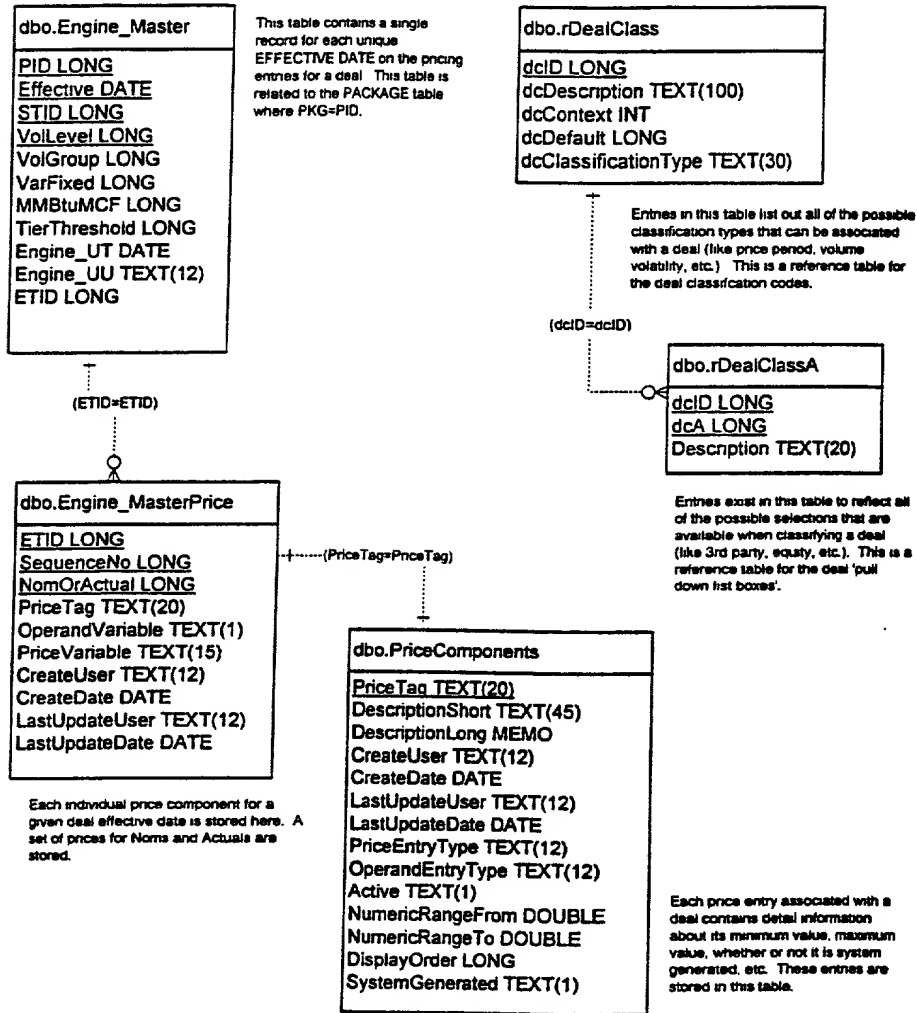 dbo.Engine_Master
PID LONG
Effective DATE
STID LONG
VolLevel LONG
VolGroup LONG
VarFixed LONG
MMBtuMCF LONG
TierThreshold LONG
Engine_UT DATE
Engine_UU TEXT(12)
ETID LONG
This table contains a single
record for each unique
EFFECTIVE DATE on the pricing
entries for a deal This table is
related to the PACKAGE table
where PKG=PID.
dbo.rDealClass
dcID LONG
dcDescription TEXT(100)
dcContext INT
dcDefault LONG
dcClassificationType TEXT(30)
Entries in this table list out all of the possible
classification types that can be associated
with a deal (like price period, volume
volatility, etc.) This is a reference table for
the deal classifcation codes.
(dcID=dcID)
dbo.rDealClassA
dcID LONG
dcA LONG
Description TEXT(20)
Entries exist in this table to reflect all
of the possible selections that are
available when classifying a deal
(like 3rd party, equity, etc.). This is a
reference table for the deal 'pull
down list boxes'.
(ETID=ETID)
dbo.Engine_MasterPrice
ETID LONG
SequenceNo LONG
NomOrActual LONG
PriceTag TEXT(20)
OperandVariable TEXT(1)
PriceVariable TEXT(15)
CreateUser TEXT(12)
CreateDate DATE
LastUpdateUser TEXT(12)
LastUpdateDate DATE
(PriceTag=PriceTag)
Each individual price component for a
given deal effective date is stored here. A
set of prices for Noms and Actuals are
stored.
dbo.PriceComponents
PriceTag TEXT(20)
DescriptionShort TEXT(45)
DescriptionLong MEMO
CreateUser TEXT(12)
CreateDate DATE
LastUpdateUser TEXT(12)
LastUpdateDate DATE
PriceEntryType TEXT(12)
OperandEntryType TEXT(12)
Active TEXT(1)
NumericRangeFrom DOUBLE
NumericRangeTo DOUBLE
DisplayOrder LONG
SystemGenerated TEXT(1)
Each price entry associated with a
deal contains detail information
about its minimum value, maximum
value, whether or not it is system
generated, etc. These entries are
stored in this table.